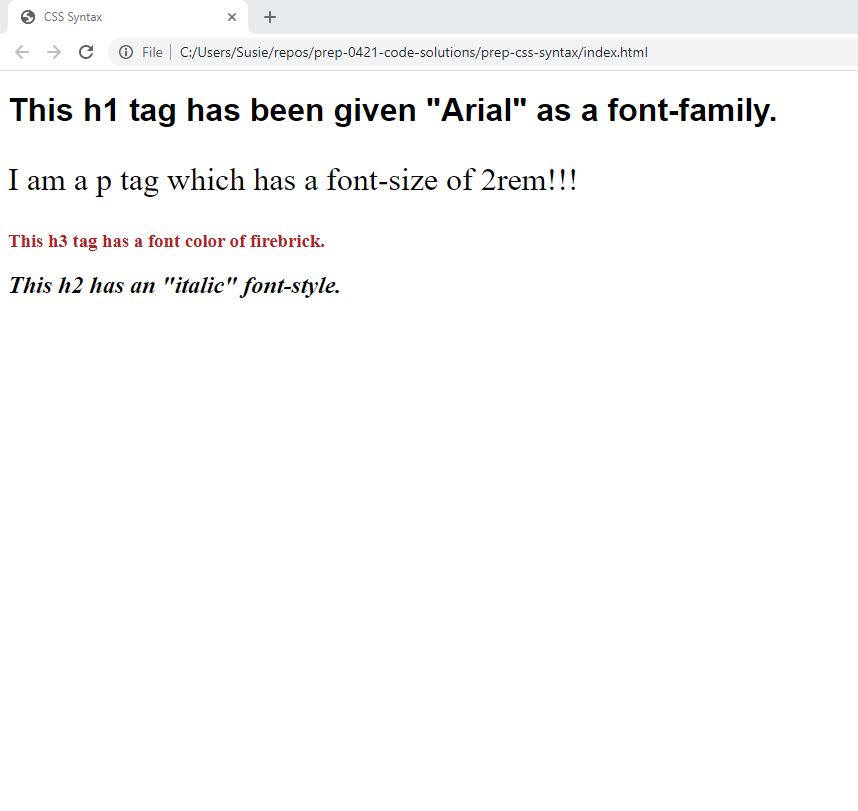 CSS Syntax
File C:/Users/Susie/repos/prep-0421-code-solutions/prep-css-syntax/index.html
This h1 tag has been given "Arial" as a font-family.
I am a p tag which has a font-size of 2rem!!!
This h3 tag has a font color of firebrick.
This h2 has an "italic" font-style.